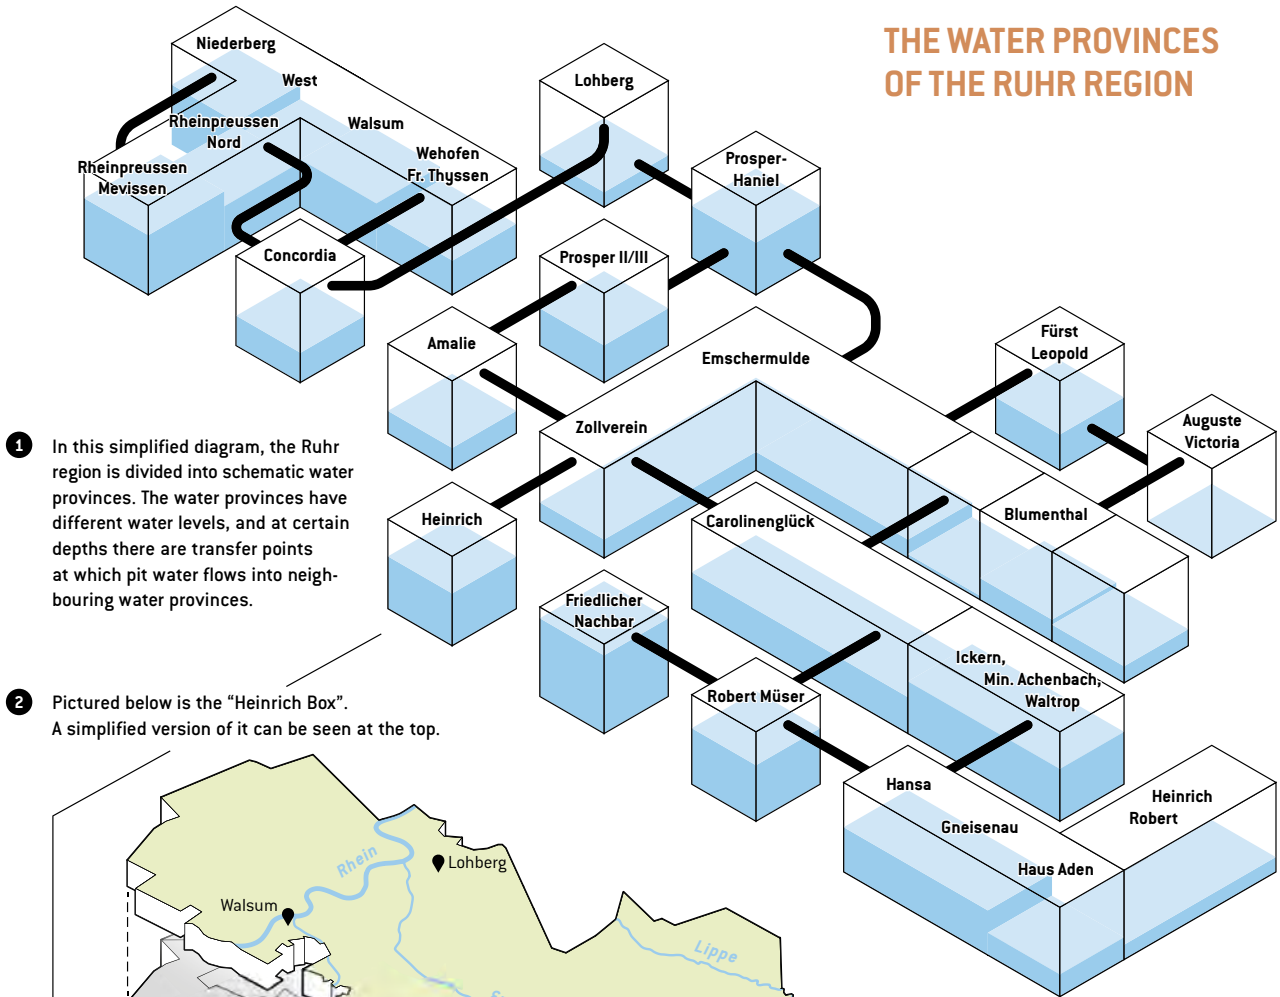 THE WATER PROVINCES
OF THE RUHR REGION
Niederberg
West
Rheinpreussen
Nord
Walsum
Rheinpreussen
Mevissen
Wehofen
Fr. Thyssen
Lohberg
Prosper-
Haniel
Concordia
Prosper II/III
Amalie
Emschermulde
Fürst
Leopold
Auguste
Victoria
Zollverein
Heinrich
Carolinenglück
Blumenthal
Friedlicher
Nachbar
Ickern,
Min. Achenbach,
Waltrop
Robert Müser
Hansa
Gneisenau
Haus Aden
Heinrich
Robert
1 In this simplified diagram, the Ruhr
region is divided into schematic water
provinces. The water provinces have
different water levels, and at certain
depths there are transfer points
at which pit water flows into neigh-
bouring water provinces.
2 Pictured below is the “Heinrich Box”.
A simplified version of it can be seen at the top.
Rhein
Lohberg
Walsum
Lippe